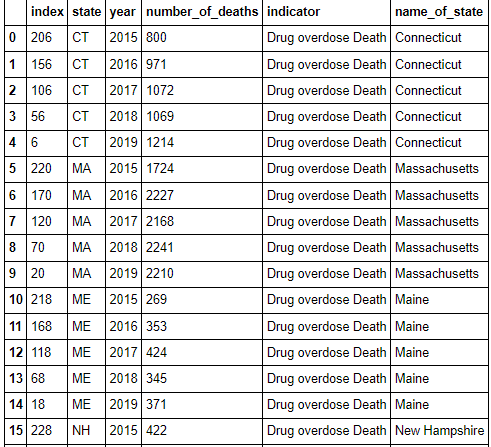 index state year number_of_deaths indicator name_of_state
0 206 CT 2015 800 Drug overdose Death Connecticut
1 156 CT 2016 971 Drug overdose Death Connecticut
2 106 CT 2017 1072 Drug overdose Death Connecticut
3 56 CT 2018 1069 Drug overdose Death Connecticut
4 6 CT 2019 1214 Drug overdose Death Connecticut
5 220 MA 2015 1724 Drug overdose Death Massachusetts
6 170 MA 2016 2227 Drug overdose Death Massachusetts
7 120 MA 2017 2168 Drug overdose Death Massachusetts
8 70 MA 2018 2241 Drug overdose Death Massachusetts
9 20 MA 2019 2210 Drug overdose Death Massachusetts
10 218 ME 2015 269 Drug overdose Death Maine
11 168 ME 2016 353 Drug overdose Death Maine
12 118 ME 2017 424 Drug overdose Death Maine
13 68 ME 2018 345 Drug overdose Death Maine
14 18 ME 2019 371 Drug overdose Death Maine
15 228 NH 2015 422 Drug overdose Death New Hampshire